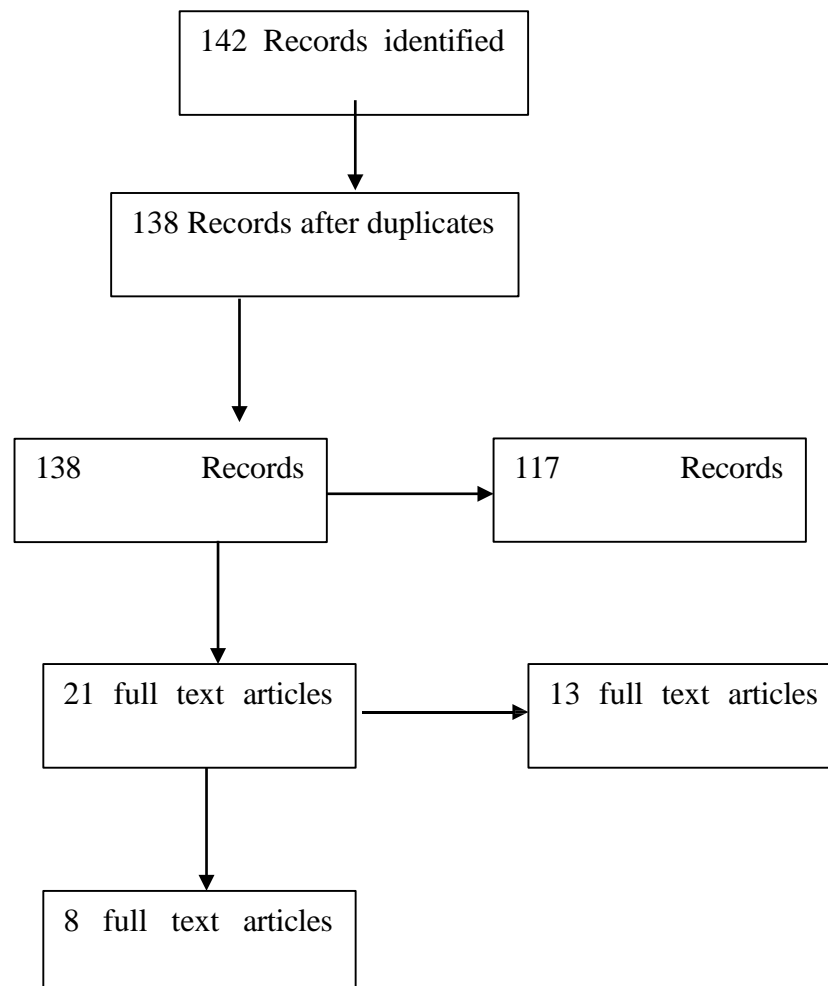 142 Records identified
138 Records after duplicates
138 Records
117 Records
21 full text articles
13 full text articles
8 full text articles